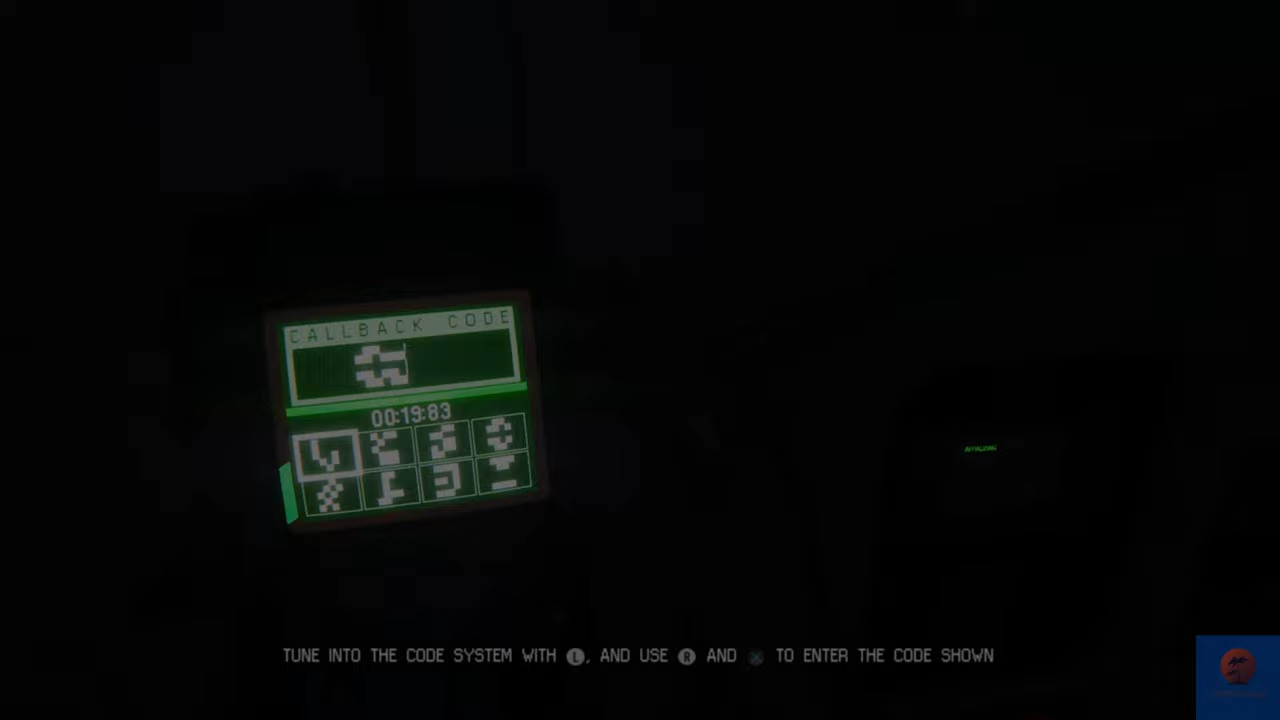 CALLBACK CODE
00:19:83
TUNE INTO THE CODE SYSTEM WITH L, AND USE R AND X TO ENTER THE CODE SHOWN